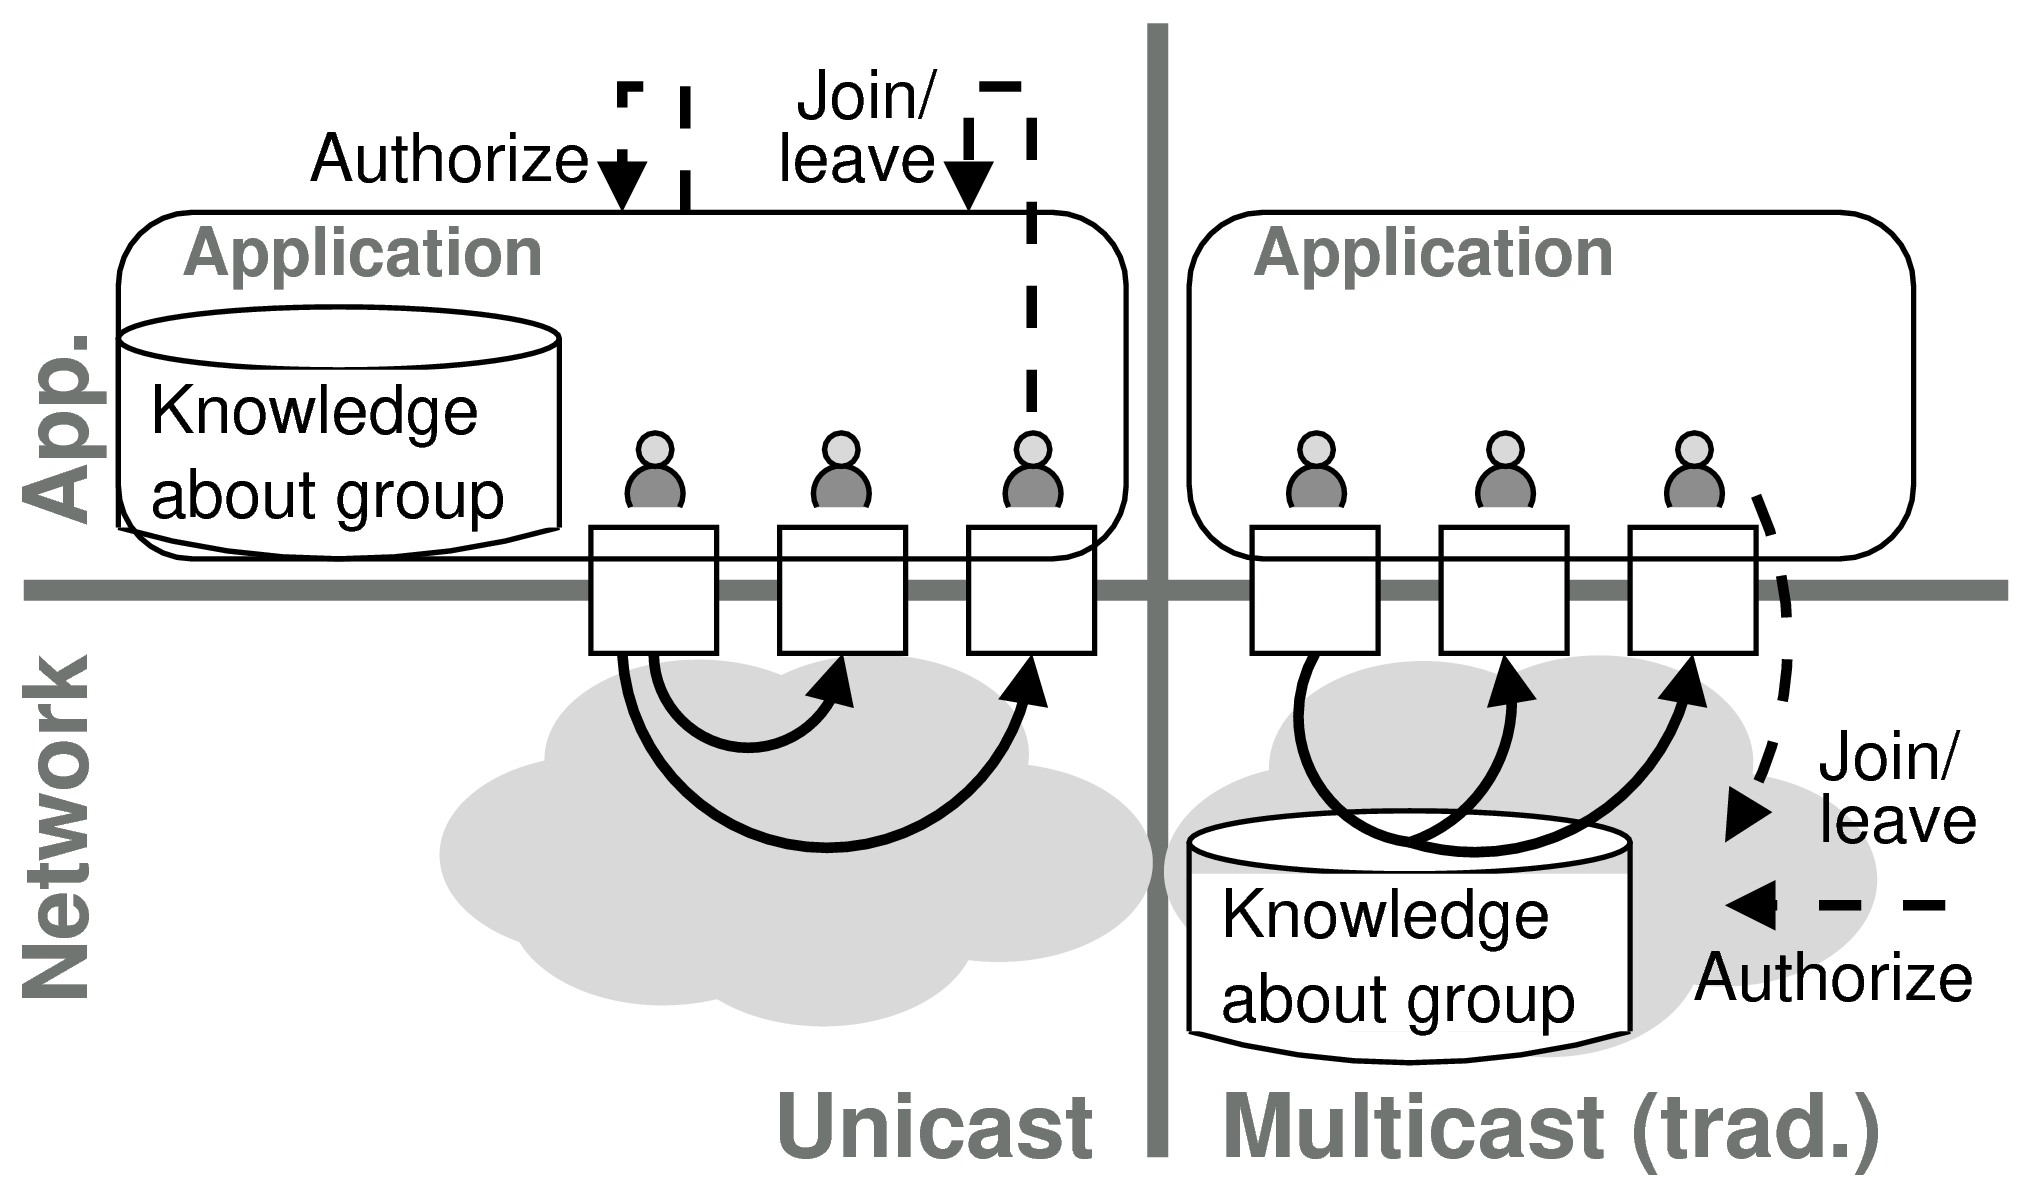 Join/
leave
Authorize
Application
Application
App.
Knowledge
about group
Network
Join/
leave
Knowledge
about group
Authorize
Unicast
Multicast (trad.)